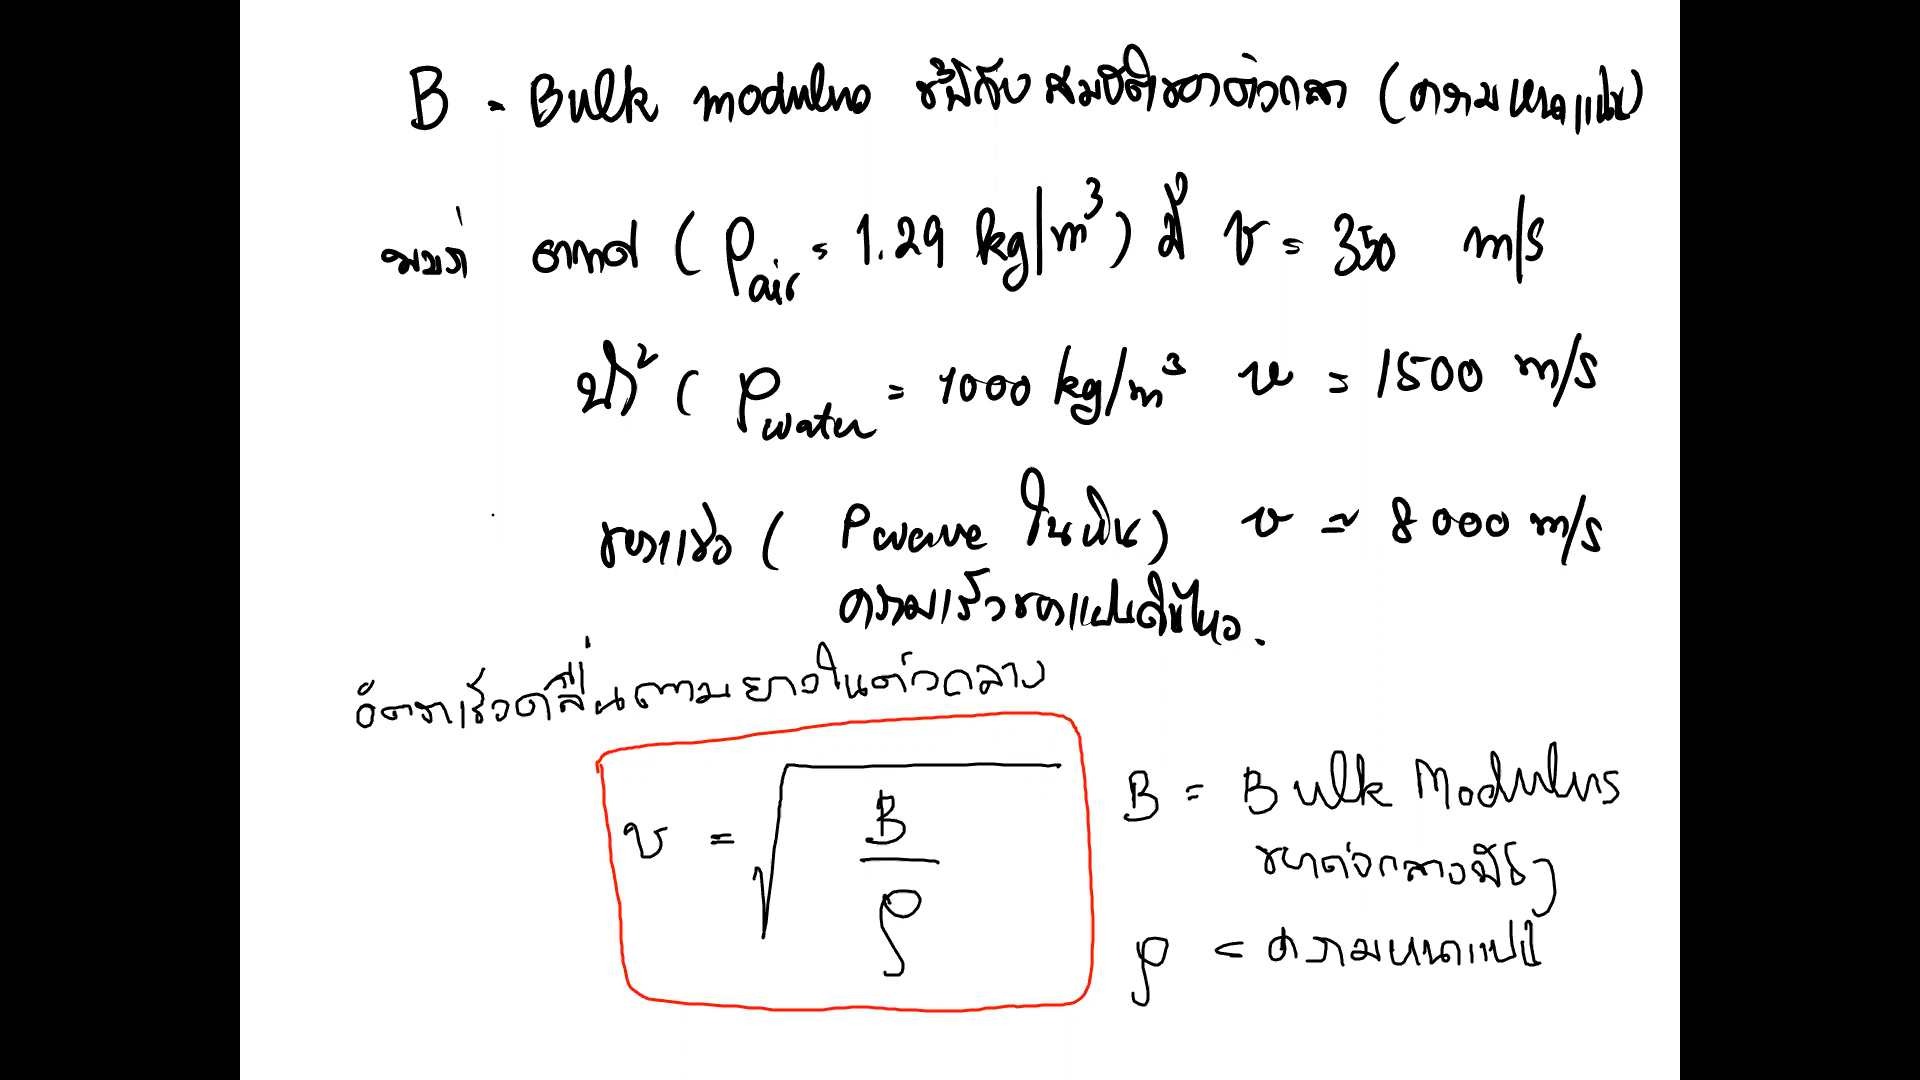 B = Bulk modulus ขึ้นกับสมบัติของตัวกลาง (ความหนาแน่น)
พบว่า อากาศ ( ρair = 1.29 kg/m³ ) มี v = 350 m/s
น้ำ ( ρwater = 1000 kg/m³ v = 1500 m/s
ของแข็ง ( P wave ในหิน ) v ≈ 8000 m/s
ความเร็วของแผ่นดินไหว .
อัตราเร็วคลื่นตามยาวในตัวกลาง
v = √ B / ρ
B = Bulk Modulus
ของตัวกลาง
ρ = ความหนาแน่น